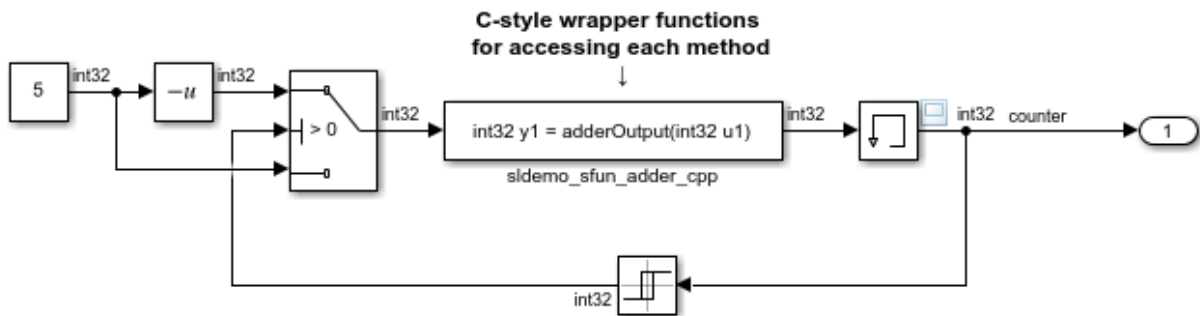 C-style wrapper functions
for accessing each method
↓
5
int32
−u
int32
> 0
int32
int32 y1 = adderOutput(int32 u1)
sldemo_sfun_adder_cpp
int32
int32 counter
1
int32